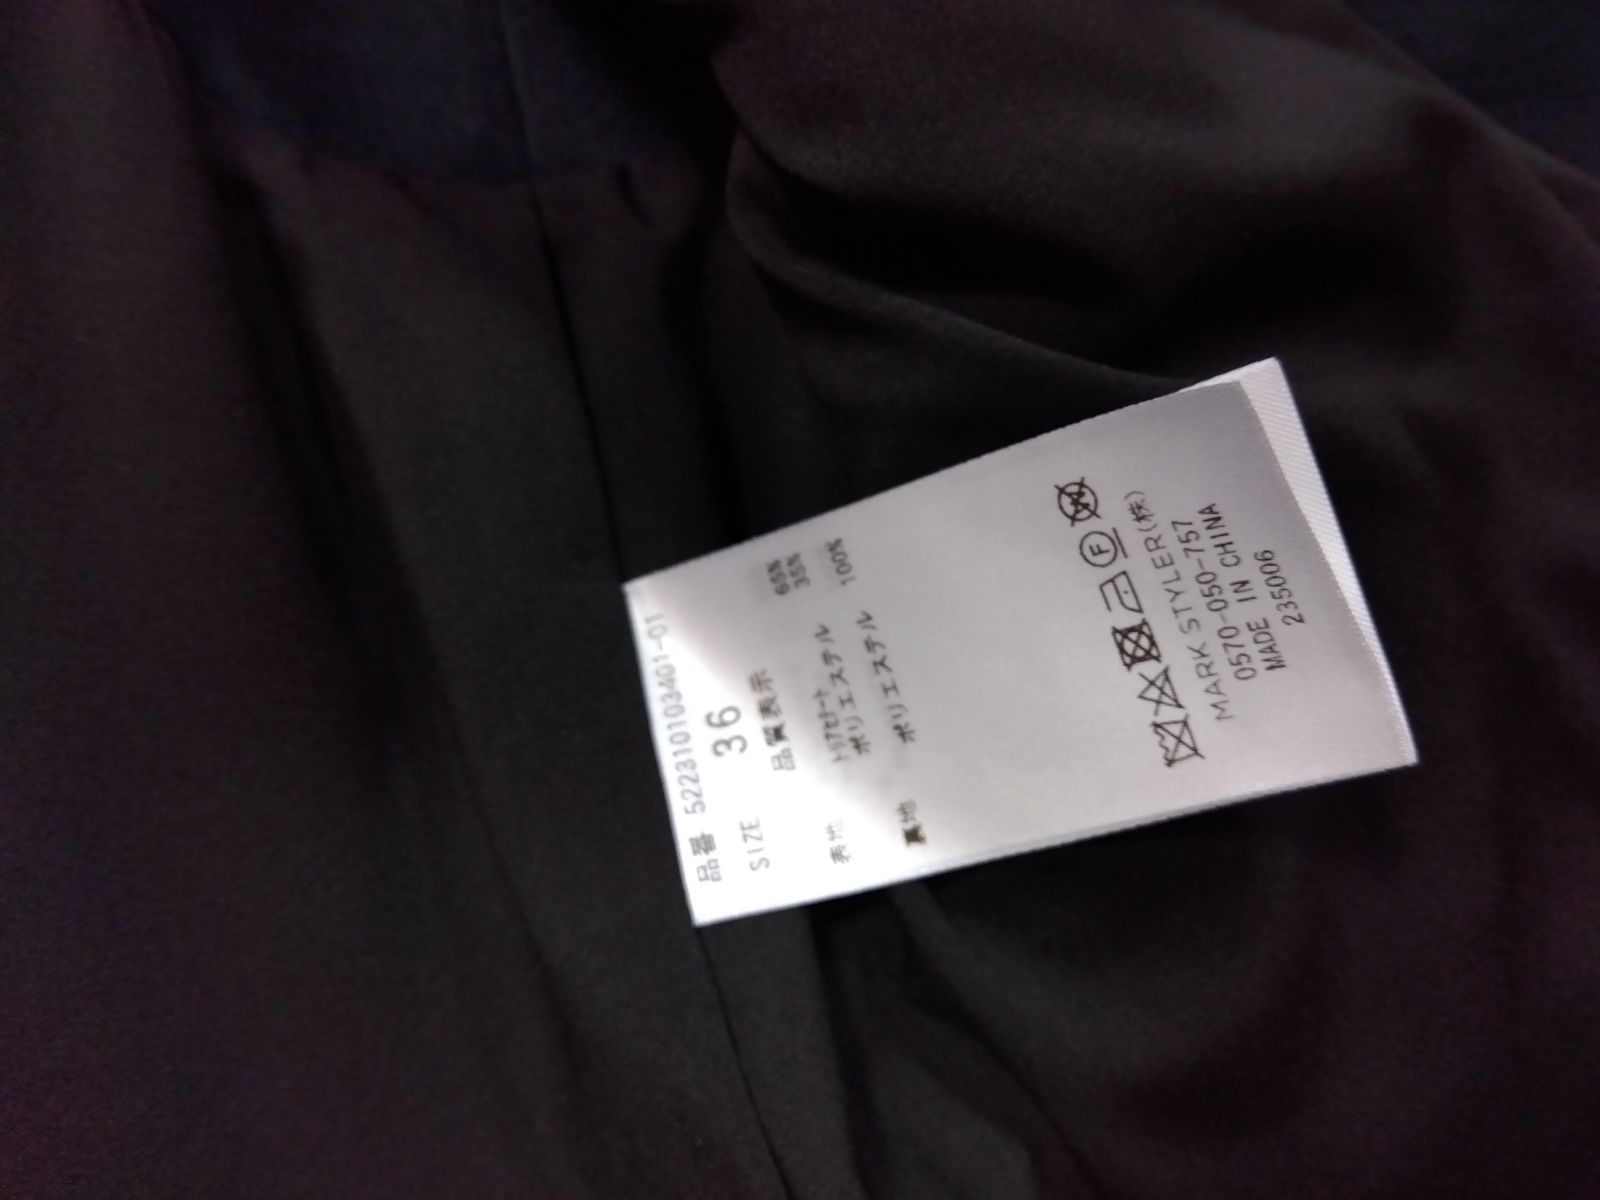 品番 5223101034​01-01
SIZE 36
品質表示
表地 トリアセテート 65%
ポリエステル 35%
裏地 ポリエステル 100%
MARK STYLER(株)
0570-050-757
MADE IN CHINA
235006